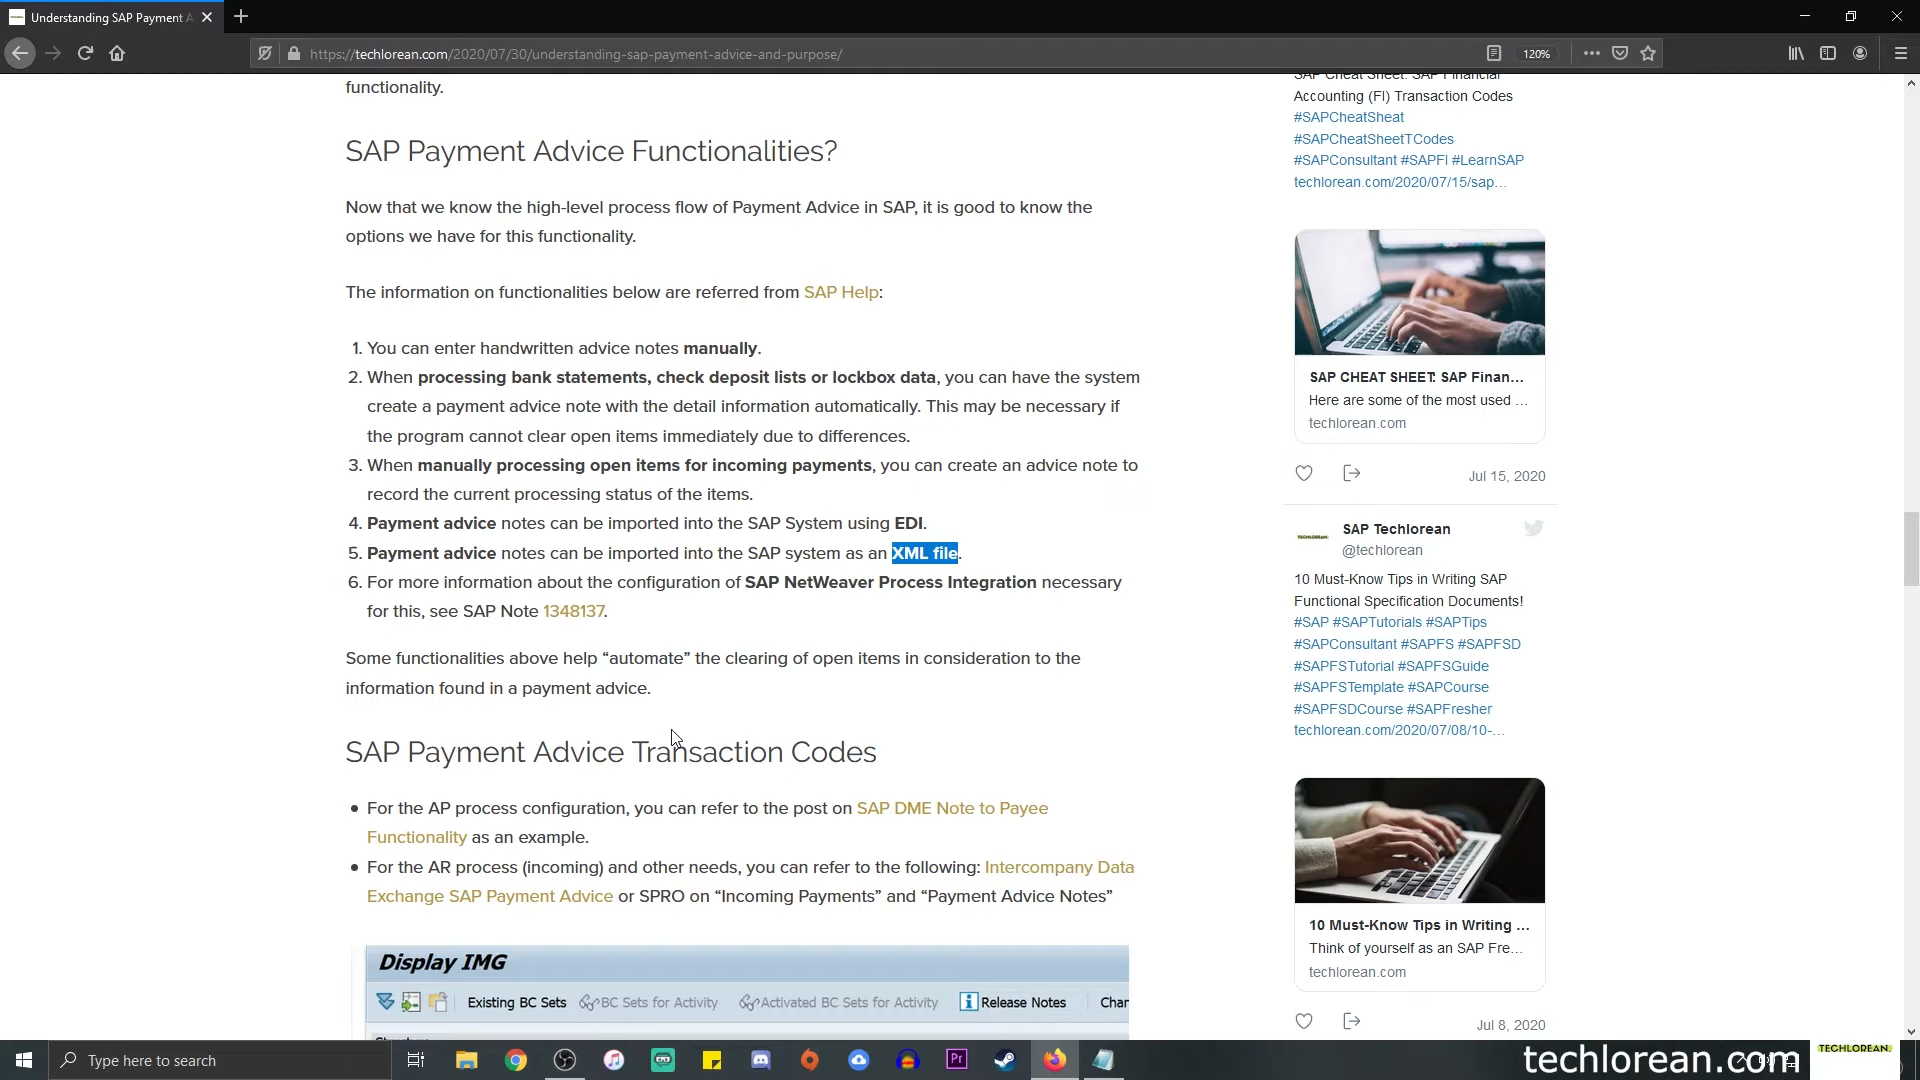 Understanding SAP Payment A
https://techlorean.com/2020/07/30/understanding-sap-payment-advice-and-purpose/
120%
functionality.
SAP Payment Advice Functionalities?
Now that we know the high-level process flow of Payment Advice in SAP, it is good to know the
options we have for this functionality.
The information on functionalities below are referred from SAP Help:
1. You can enter handwritten advice notes manually.
2. When processing bank statements, check deposit lists or lockbox data, you can have the system
create a payment advice note with the detail information automatically. This may be necessary if
the program cannot clear open items immediately due to differences.
3. When manually processing open items for incoming payments, you can create an advice note to
record the current processing status of the items.
4. Payment advice notes can be imported into the SAP System using EDI.
5. Payment advice notes can be imported into the SAP system as an XML file.
6. For more information about the configuration of SAP NetWeaver Process Integration necessary
for this, see SAP Note 1348137.
Some functionalities above help “automate” the clearing of open items in consideration to the
information found in a payment advice.
SAP Payment Advice Transaction Codes
• For the AP process configuration, you can refer to the post on SAP DME Note to Payee
Functionality as an example.
• For the AR process (incoming) and other needs, you can refer to the following: Intercompany Data
Exchange SAP Payment Advice or SPRO on “Incoming Payments” and “Payment Advice Notes”
Display IMG
Existing BC Sets
BC Sets for Activity
Activated BC Sets for Activity
Release Notes
Char
SAP Cheat Sheet: SAP Financial
Accounting (FI) Transaction Codes
#SAPCheatSheat
#SAPCheatSheetTCodes
#SAPConsultant #SAPFI #LearnSAP
techlorean.com/2020/07/15/sap…
SAP CHEAT SHEET: SAP Finan…
Here are some of the most used …
techlorean.com
Jul 15, 2020
TECHLOREAN.
SAP Techlorean
@techlorean
10 Must-Know Tips in Writing SAP
Functional Specification Documents!
#SAP #SAPTutorials #SAPTips
#SAPConsultant #SAPFS #SAPFSD
#SAPFSTutorial #SAPFSGuide
#SAPFSTemplate #SAPCourse
#SAPFSDCourse #SAPFresher
techlorean.com/2020/07/08/10-…
10 Must-Know Tips in Writing …
Think of yourself as an SAP Fre…
techlorean.com
Jul 8, 2020
Type here to search
Pr
techlorean.com
TECHLOREAN.